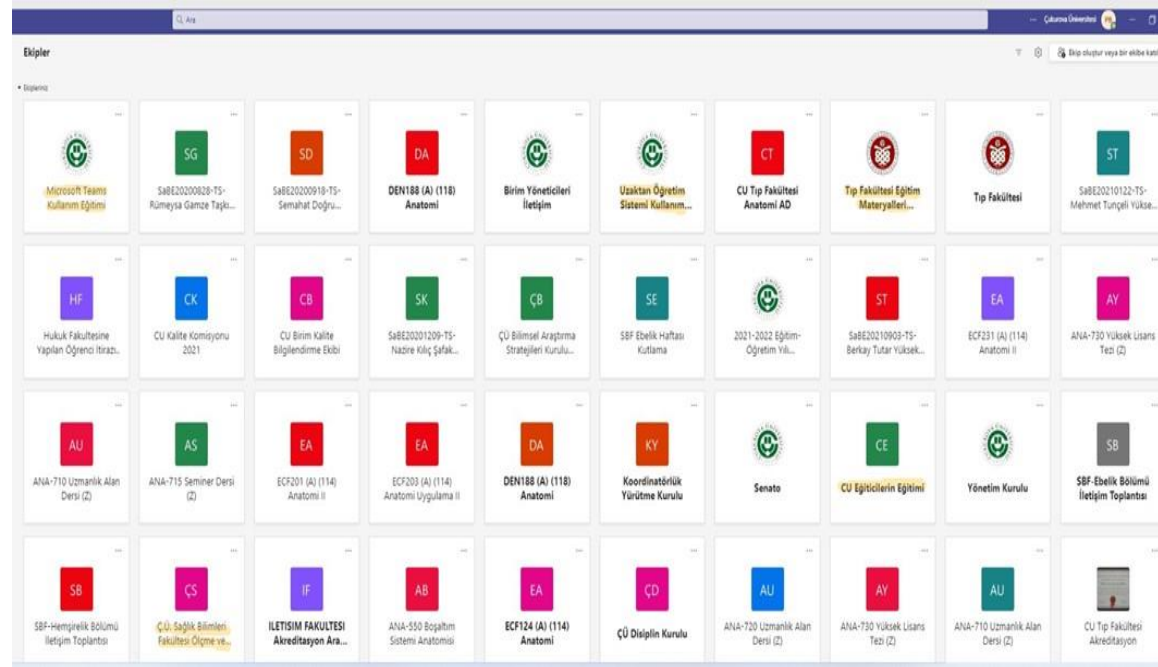 Ara
Çukurova Üniversitesi
Ekipler
Ekip oluştur veya bir ekibe katıl
Ekipleriniz
Microsoft Teams
Kullanım Eğitimi
SG
SaBE20200828-TS-
Rümeysa Gamze Taşkı...
SD
SaBE20200918-TS-
Semahat Doğru...
DA
DEN188 (A) (118)
Anatomi
Birim Yöneticileri
İletişim
Uzaktan Öğretim
Sistemi Kullanım...
CT
CU Tıp Fakültesi
Anatomi AD
Tıp Fakültesi Eğitim
Materyalleri...
Tıp Fakültesi
ST
SaBE20210122-TS-
Mehmet Tunçeli Yükse...
HF
Hukuk Fakultesine
Yapılan Öğrenci İtirazı..
CK
CU Kalite Komisyonu
2021
CB
CU Birim Kalite
Bilgilendirme Ekibi
SK
SaBE20201209-TS-
Nazire Kılıç Şafak...
ÇB
ÇÜ Bilimsel Araştırma
Stratejileri Kurulu...
SE
SBF Ebelik Haftası
Kutlama
2021-2022 Eğitim-
Öğretim Yılı...
ST
SaBE20210903-TS-
Berkay Tutar Yüksek...
EA
ECF231 (A) (114)
Anatomi II
AY
ANA-730 Yüksek Lisans
Tezi (Z)
AU
ANA-710 Uzmanlık Alan
Dersi (Z)
AS
ANA-715 Seminer Dersi
(Z)
EA
ECF201 (A) (114)
Anatomi II
EA
ECF203 (A) (114)
Anatomi Uygulama II
DA
DEN188 (A) (118)
Anatomi
KY
Koordinatörlük
Yürütme Kurulu
Senato
CE
CU Eğiticilerin Eğitimi
Yönetim Kurulu
SB
SBF-Ebelik Bölümü
İletişim Toplantısı
SB
SBF-Hemşirelik Bölümü
İletişim Toplantısı
ÇS
Ç.Ü. Sağlık Bilimleri
Fakültesi Ölçme ve...
IF
ILETISIM FAKULTESI
Akreditasyon Ara...
AB
ANA-550 Boşaltım
Sistemi Anatomisi
EA
ECF124 (A) (114)
Anatomi
ÇD
ÇÜ Disiplin Kurulu
AU
ANA-720 Uzmanlık Alan
Dersi (Z)
AY
ANA-730 Yüksek Lisans
Tezi (Z)
AU
ANA-710 Uzmanlık Alan
Dersi (Z)
CU Tıp Fakültesi
Akreditasyon